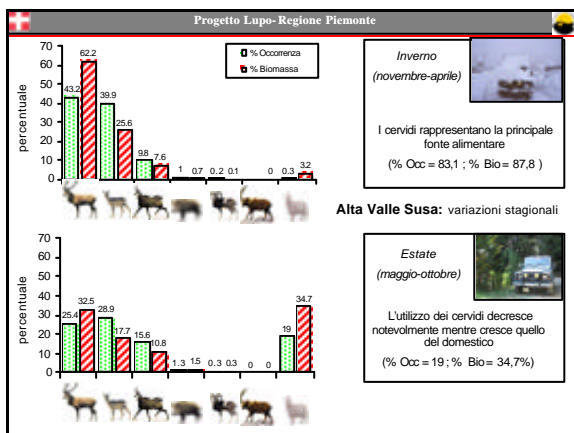 Progetto Lupo- Regione Piemonte
percentuale
70
60
50
40
30
20
10
0
% Occorrenza
% Biomassa
43.2
62.2
39.9
25.6
9.8
7.6
1
0.7
0.2
0.1
0
0.3
3.2
Inverno
(novembre-aprile)
I cervidi rappresentano la principale
fonte alimentare
(% Occ = 83,1 ; % Bio = 87,8 )
Alta Valle Susa: variazioni stagionali
percentuale
70
60
50
40
30
20
10
0
25.4
32.5
28.9
17.7
15.6
10.8
1.3
1.5
0.3
0.3
0
0
19
34.7
Estate
(maggio-ottobre)
L'utilizzo dei cervidi decresce
notevolmente mentre cresce quello
del domestico
(% Occ = 19 ; % Bio = 34,7%)